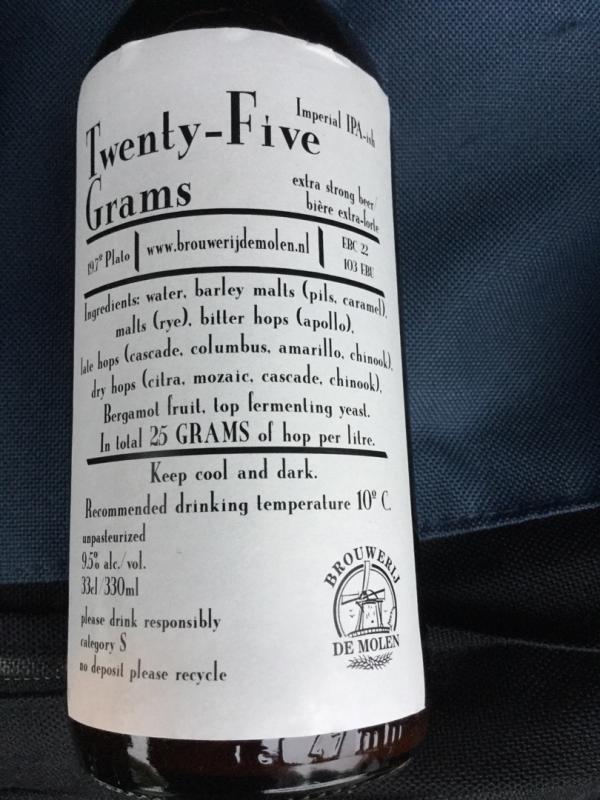 Twenty-Five
Imperial IPA-ish
Grams
extra strong beer/
bière extra-forte
19.7º Plato
www.brouwerijdemolen.nl
EBC 22
103 EBU
Ingredients: water, barley malts (pils, caramel),
malts (rye), bitter hops (apollo),
late hops (cascade, columbus, amarillo, chinook),
dry hops (citra, mozaic, cascade, chinook),
Bergamot fruit, top fermenting yeast.
In total 25 GRAMS of hop per litre.
Keep cool and dark.
Recommended drinking temperature 10º C.
unpasteurized
9.5% alc./vol.
33cl/330ml
please drink responsibly
category S
no deposit please recycle
BROUWERIJ
DE MOLEN